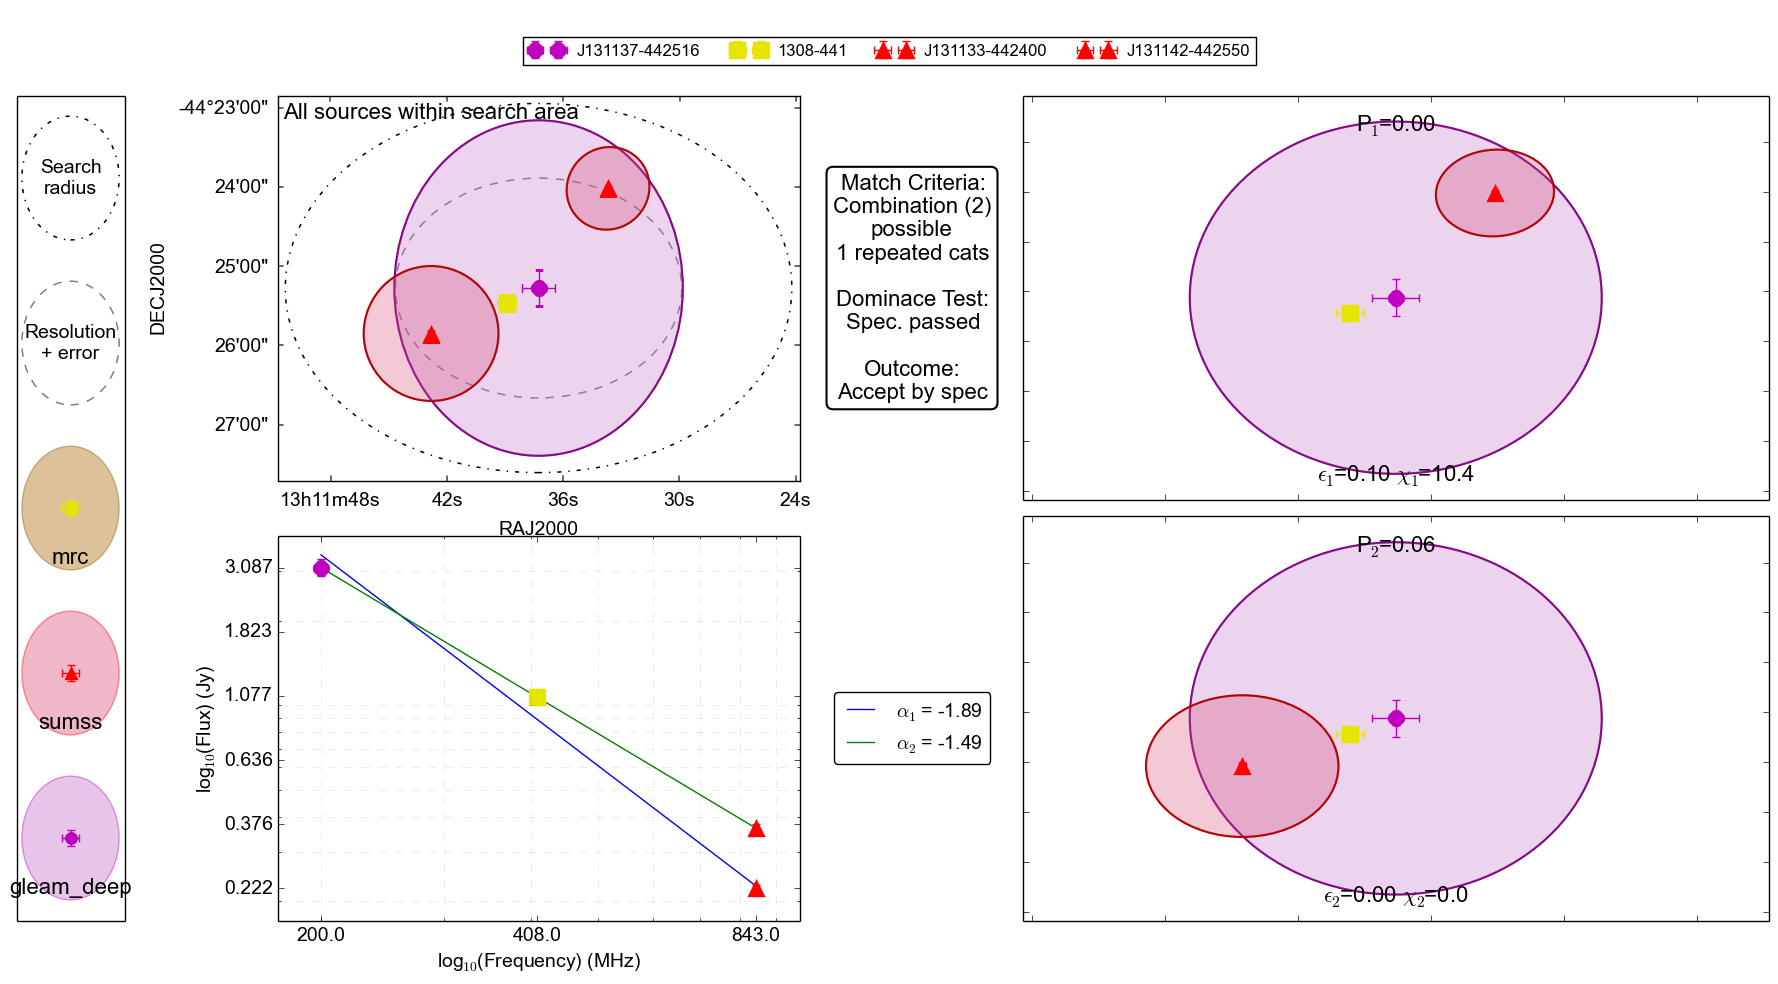 J131137-442516 1308-441 J131133-442400 J131142-442550
Search
radius
Resolution
+ error
mrc
sumss
gleam_deep
All sources within search area
DECJ2000
-44°23'00"
24'00"
25'00"
26'00"
27'00"
13h11m48s 42s 36s 30s 24s
RAJ2000
Match Criteria:
Combination (2)
possible
1 repeated cats
Dominace Test:
Spec. passed
Outcome:
Accept by spec
P₁=0.00
ϵ₁=0.10 χ₁=10.4
log₁₀(Flux) (Jy)
3.087
1.823
1.077
0.636
0.376
0.222
200.0 408.0 843.0
log₁₀(Frequency) (MHz)
α₁ = -1.89
α₂ = -1.49
P₂=0.06
ϵ₂=0.00 χ₂=0.0